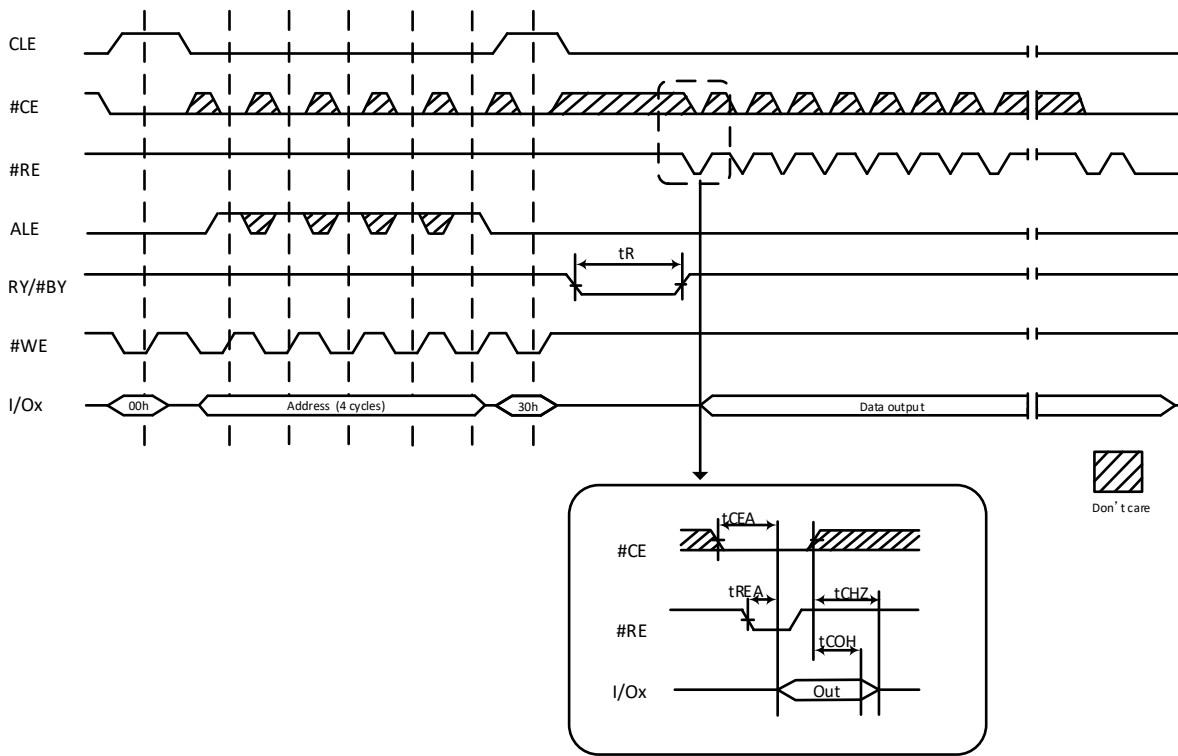 CLE
#CE
#RE
ALE
tR
RY/#BY
#WE
I/Ox
00h
Address (4 cycles)
30h
Data output
Don't care
tCEA
#CE
tREA
tCHZ
#RE
tCOH
I/Ox
Out